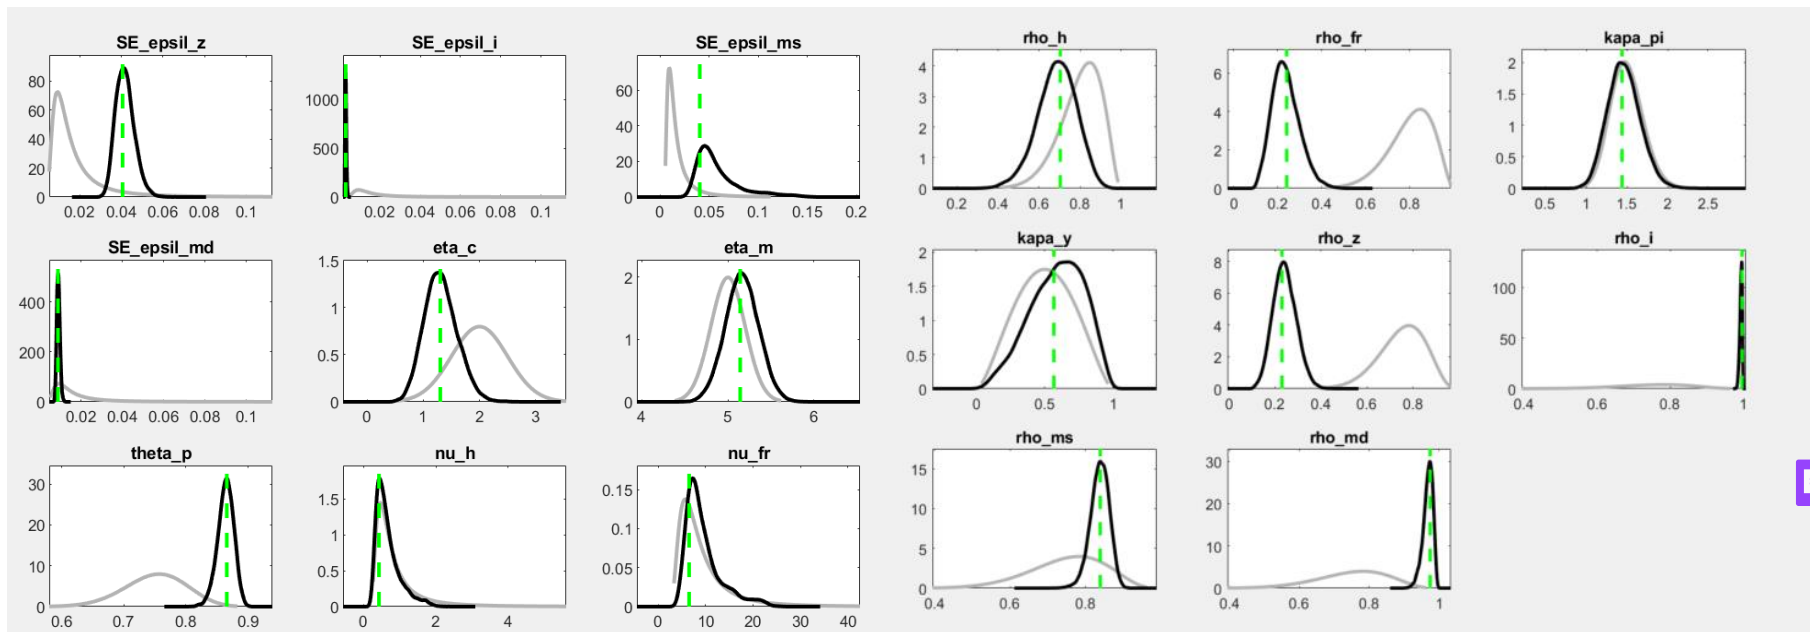 SE_epsil_z
80
60
40
20
0
0.02 0.04 0.06 0.08 0.1
SE_epsil_i
1000
500
0
0.02 0.04 0.06 0.08 0.1
SE_epsil_ms
60
40
20
0
0 0.05 0.1 0.15 0.2
rho_h
4
3
2
1
0
0.2 0.4 0.6 0.8 1
rho_fr
6
4
2
0
0 0.2 0.4 0.6 0.8
kapa_pi
2
1.5
1
0.5
0
0.5 1 1.5 2 2.5
SE_epsil_md
400
200
0
0.02 0.04 0.06 0.08 0.1
eta_c
1.5
1
0.5
0
0 1 2 3
eta_m
2
1
0
4 5 6
kapa_y
2
1.5
1
0.5
0
0 0.5 1
rho_z
8
6
4
2
0
0 0.2 0.4 0.6 0.8
rho_i
100
50
0
0.4 0.6 0.8 1
theta_p
30
20
10
0
0.6 0.7 0.8 0.9
nu_h
1.5
1
0.5
0
0 2 4
nu_fr
0.15
0.1
0.05
0
0 10 20 30 40
rho_ms
15
10
5
0
0.4 0.6 0.8
rho_md
30
20
10
0
0.4 0.6 0.8 1